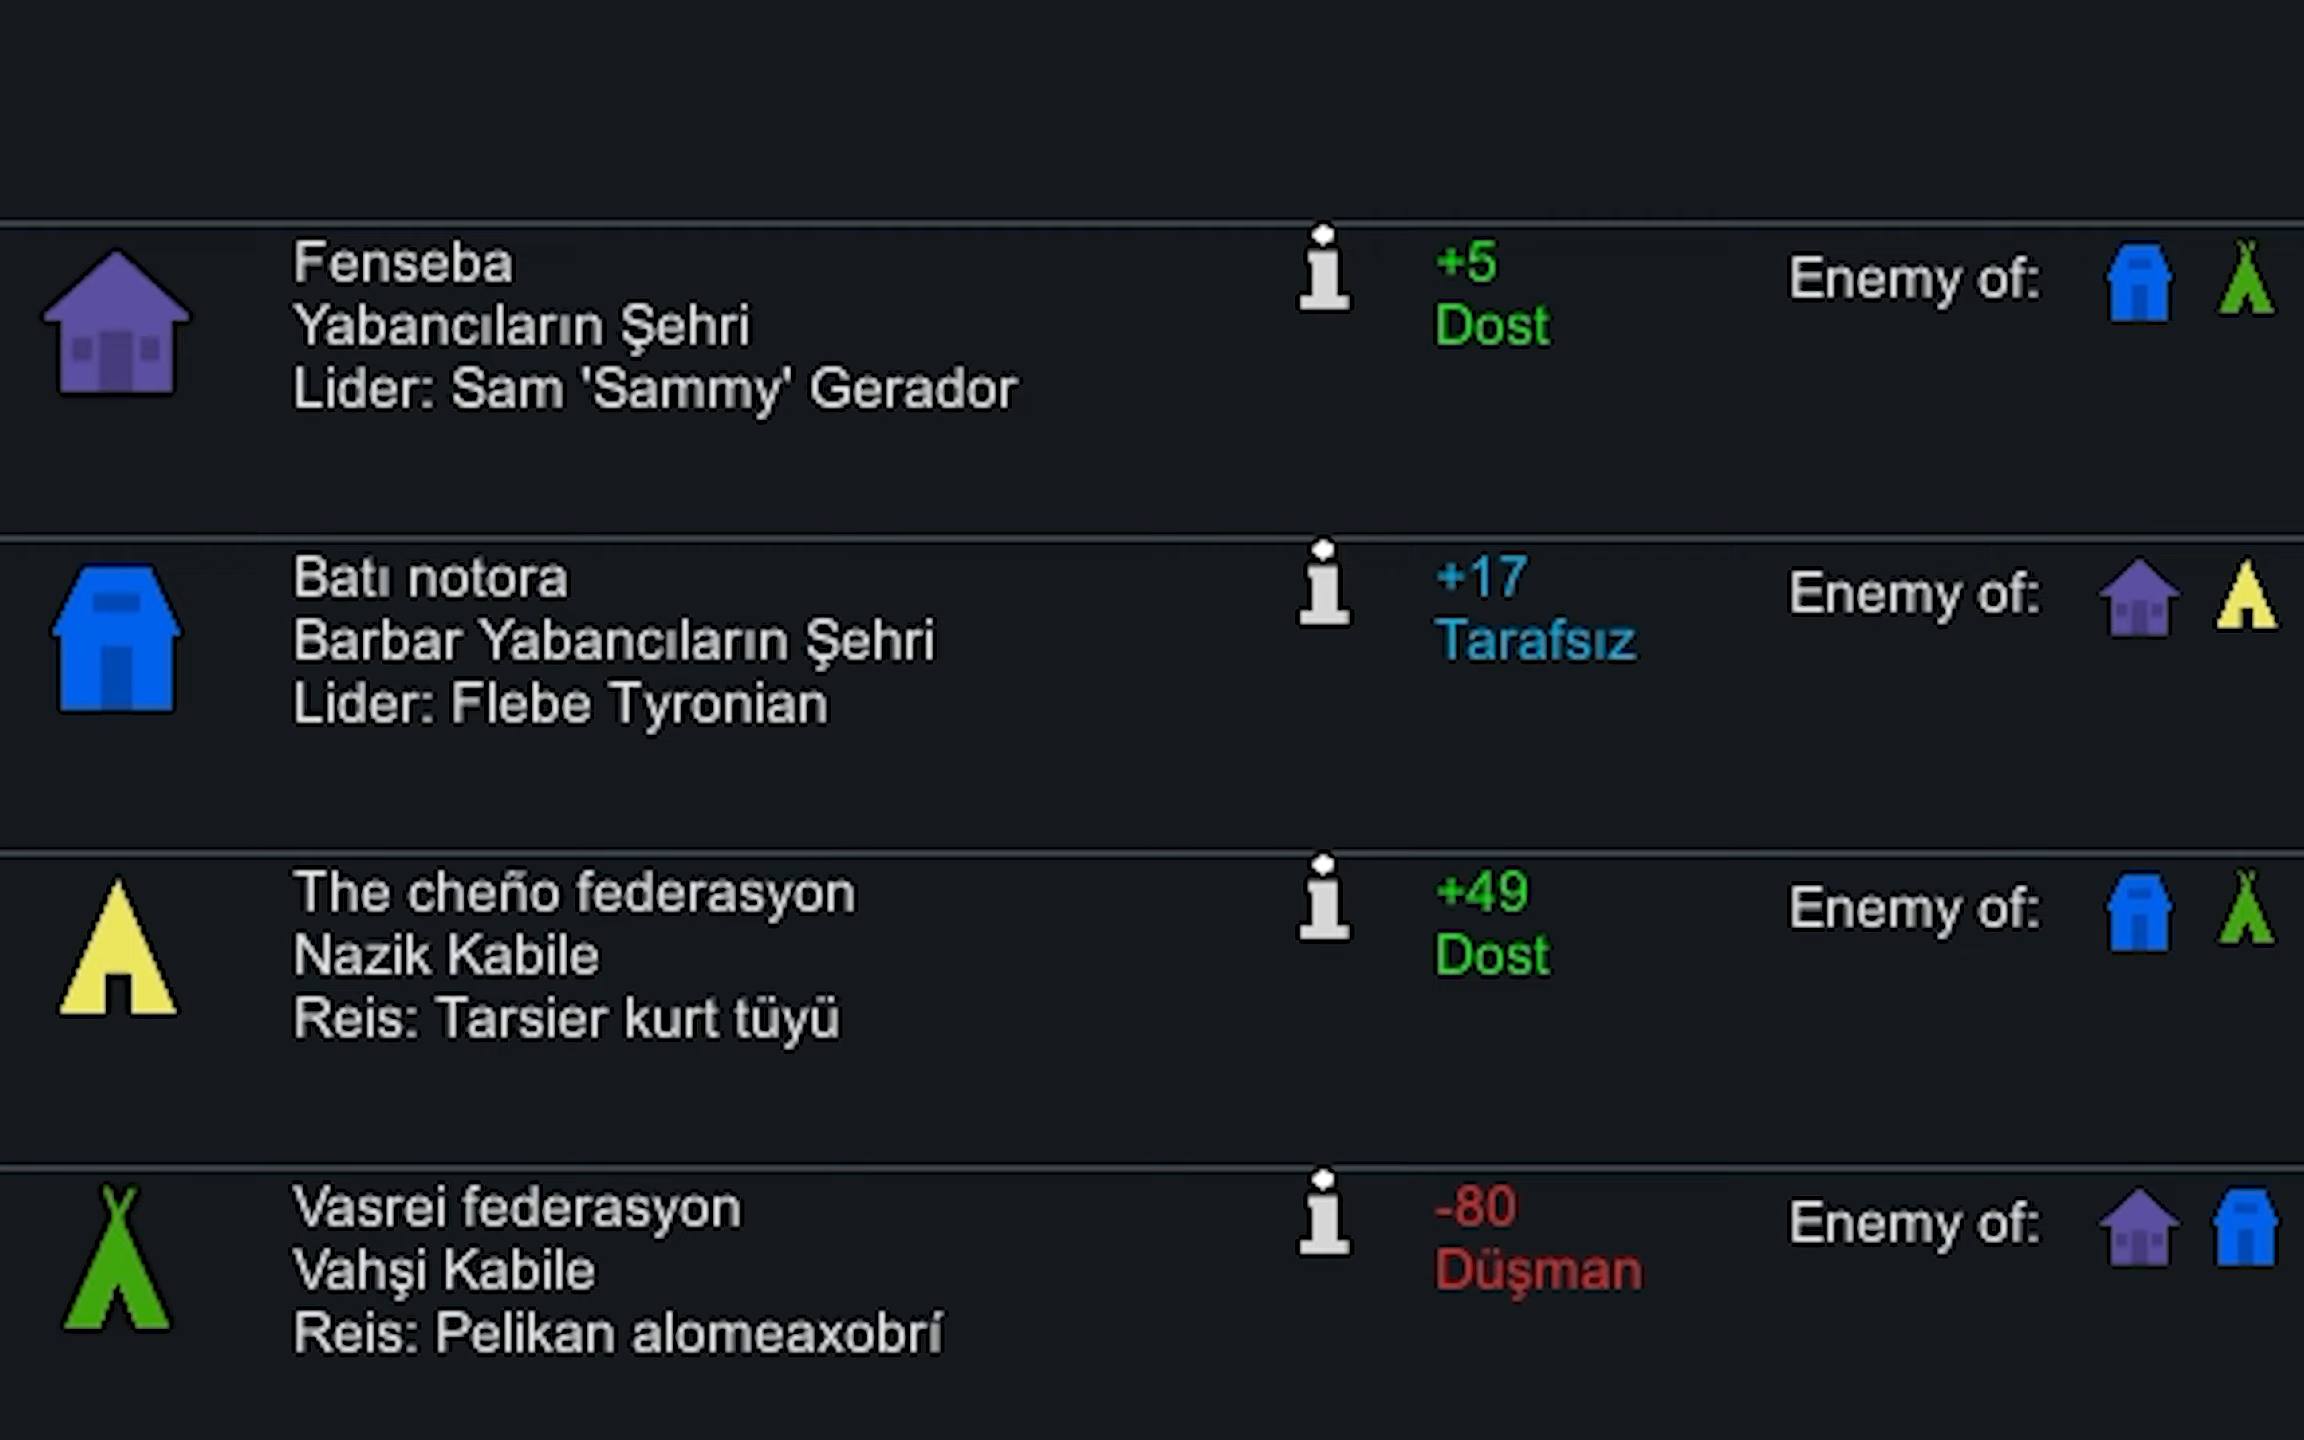 Fenseba
Yabancıların Şehri
Lider: Sam 'Sammy' Gerador
+5
Dost
Enemy of:
Batı notora
Barbar Yabancıların Şehri
Lider: Flebe Tyronian
+17
Tarafsız
Enemy of:
The cheño federasyon
Nazik Kabile
Reis: Tarsier kurt tüyü
+49
Dost
Enemy of:
Vasrei federasyon
Vahşi Kabile
Reis: Pelikan alomeaxobrí
-80
Düşman
Enemy of: